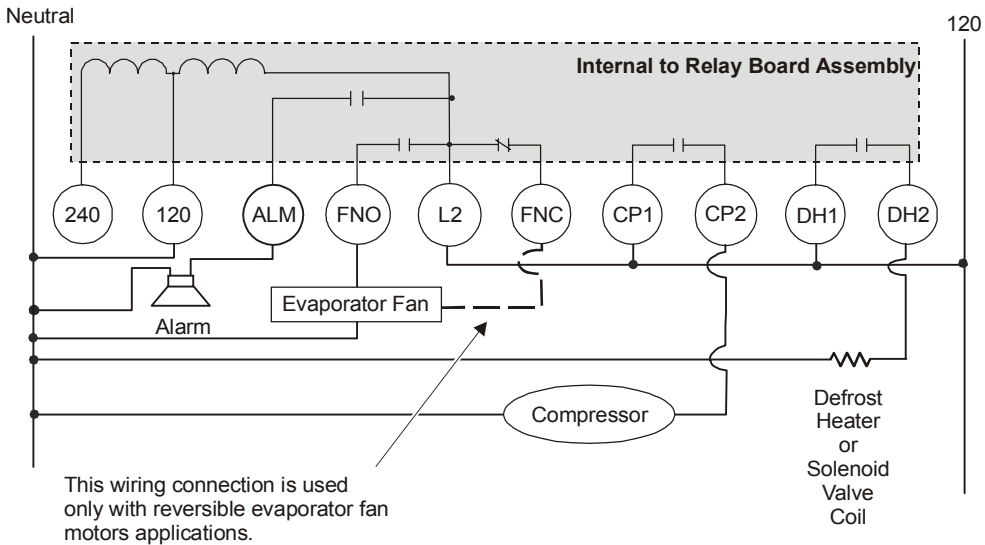 Neutral
120
Internal to Relay Board Assembly
240
120
ALM
FNO
L2
FNC
CP1
CP2
DH1
DH2
Evaporator Fan
Alarm
Compressor
Defrost
Heater
or
Solenoid
Valve
Coil
This wiring connection is used
only with reversible evaporator fan
motors applications.